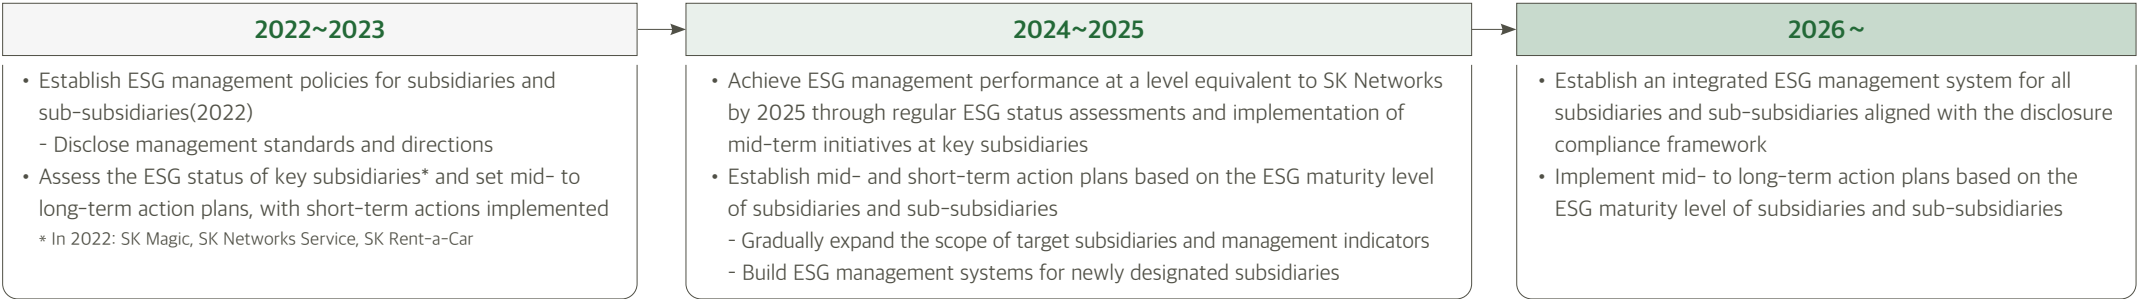 2022~2023
• Establish ESG management policies for subsidiaries and
sub-subsidiaries(2022)
- Disclose management standards and directions
• Assess the ESG status of key subsidiaries* and set mid- to
long-term action plans, with short-term actions implemented
* In 2022: SK Magic, SK Networks Service, SK Rent-a-Car
2024~2025
• Achieve ESG management performance at a level equivalent to SK Networks
by 2025 through regular ESG status assessments and implementation of
mid-term initiatives at key subsidiaries
• Establish mid- and short-term action plans based on the ESG maturity level
of subsidiaries and sub-subsidiaries
- Gradually expand the scope of target subsidiaries and management indicators
- Build ESG management systems for newly designated subsidiaries
2026 ~
• Establish an integrated ESG management system for all
subsidiaries and sub-subsidiaries aligned with the disclosure
compliance framework
• Implement mid- to long-term action plans based on the
ESG maturity level of subsidiaries and sub-subsidiaries